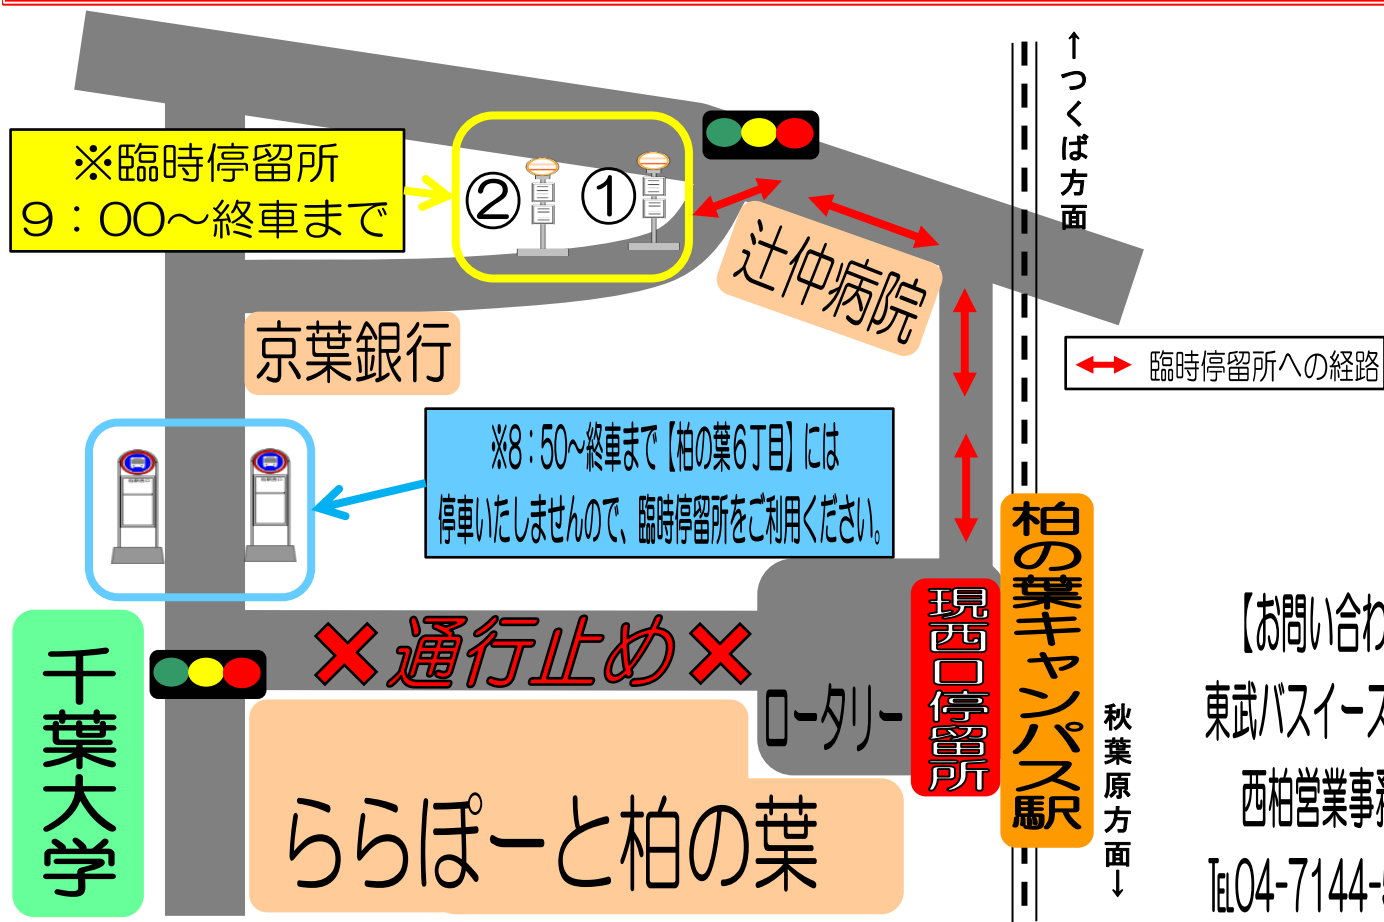 ↑つくば方面
※臨時停留所
9：00～終車まで
②
①
辻仲病院
京葉銀行
臨時停留所への経路
※8：50～終車まで【柏の葉6丁目】には
停車いたしませんので、臨時停留所をご利用ください。
柏の葉キャンパス駅
現西口停留所
×通行止め×
ロータリー
千葉大学
ららぽーと柏の葉
秋葉原方面↓
【お問い合わ
東武バスイース
西柏営業事務
℡04-7144-